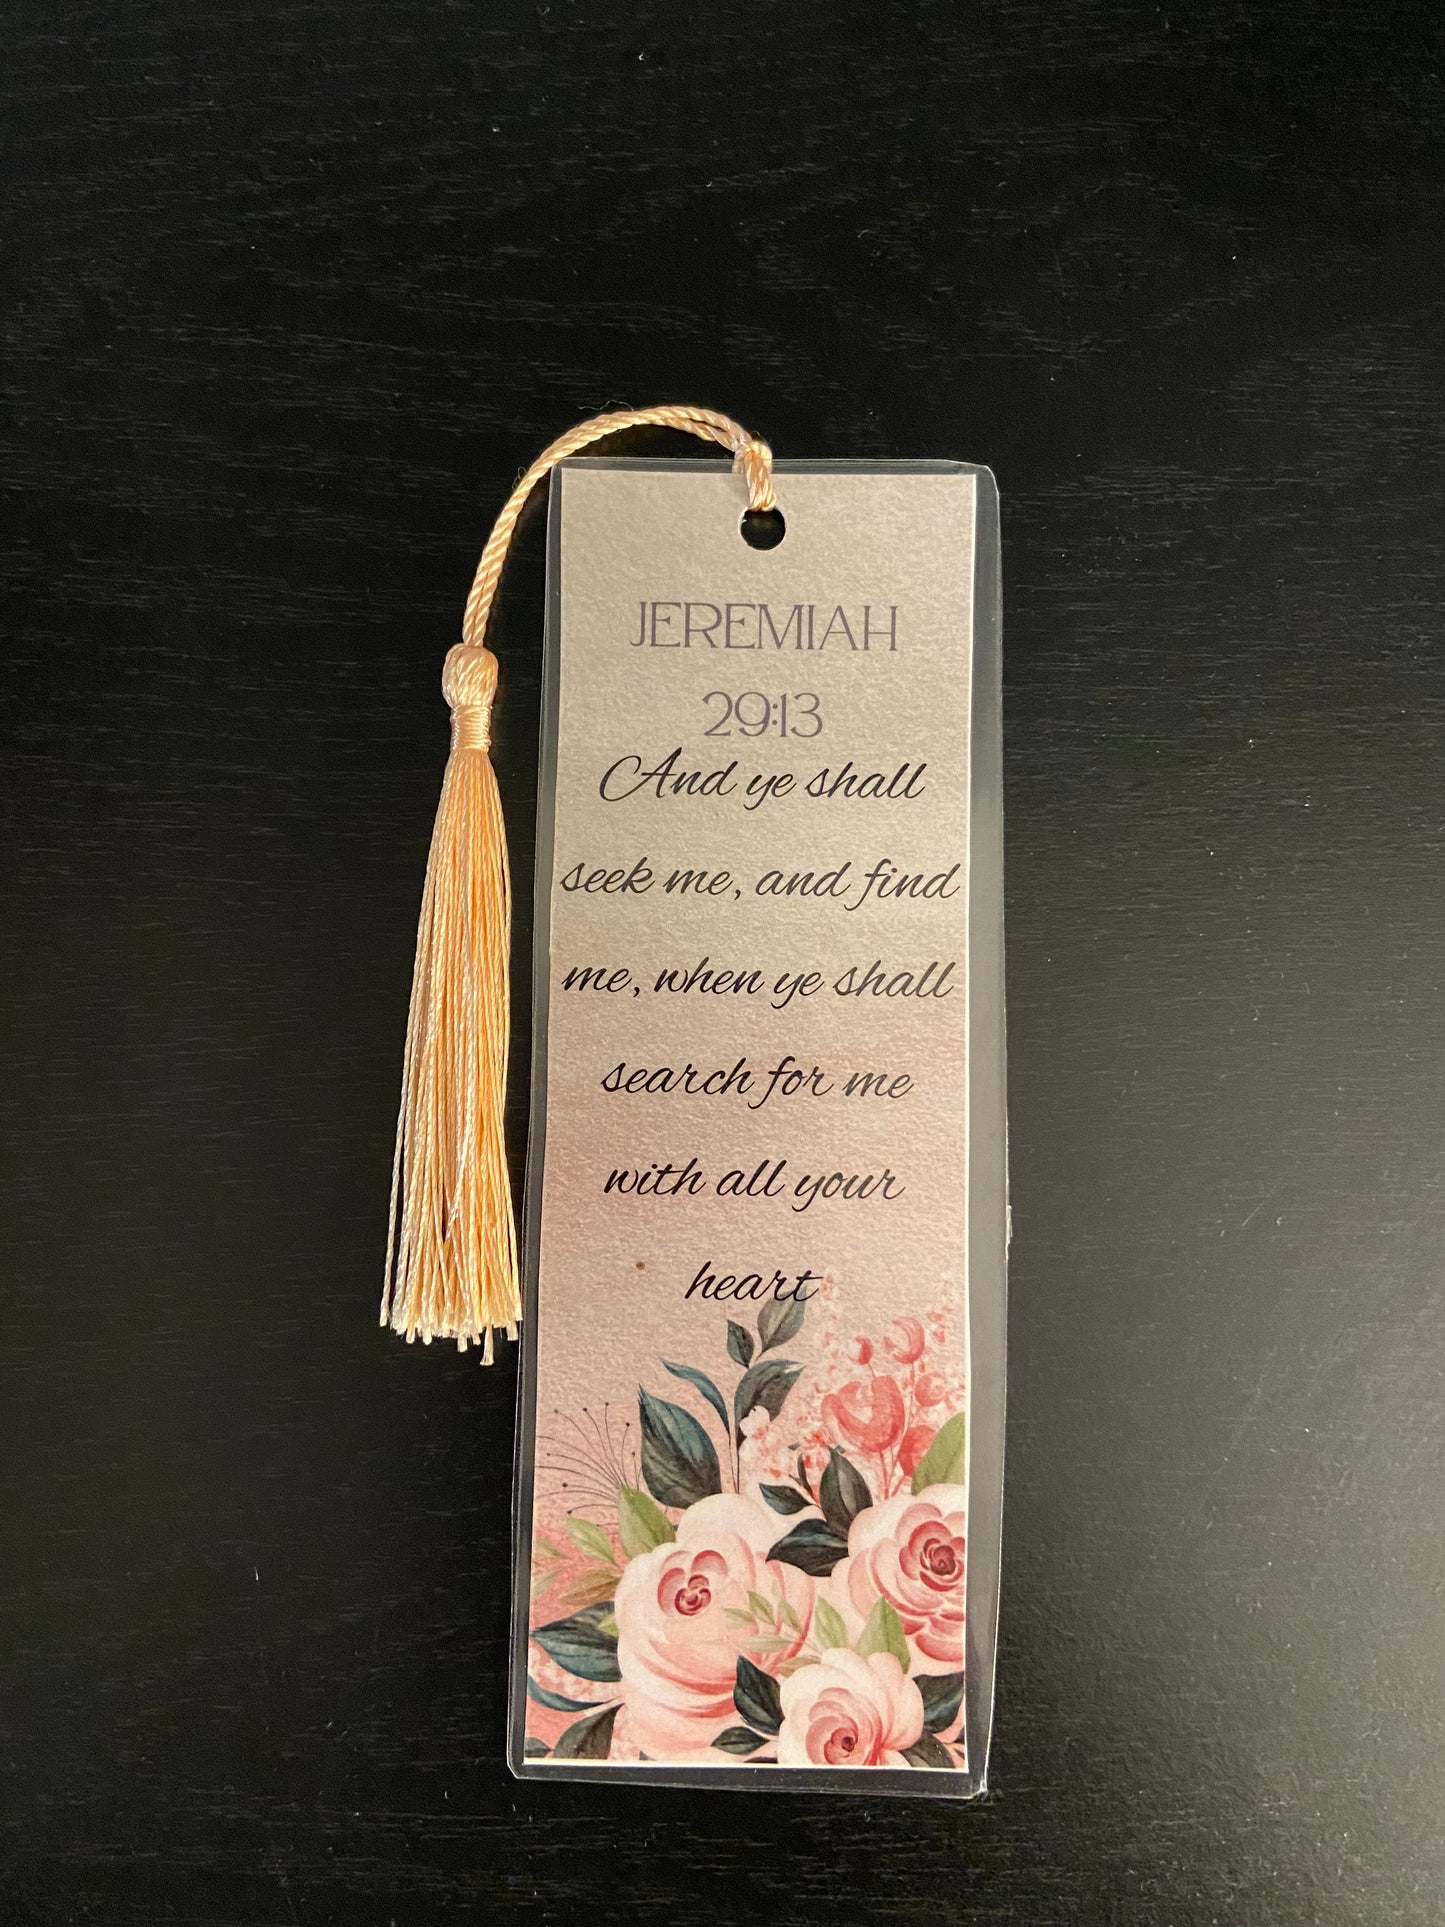 JEREMIAH
29:13
And ye shall
seek me, and find
me, when ye shall
search for me
with all your
heart